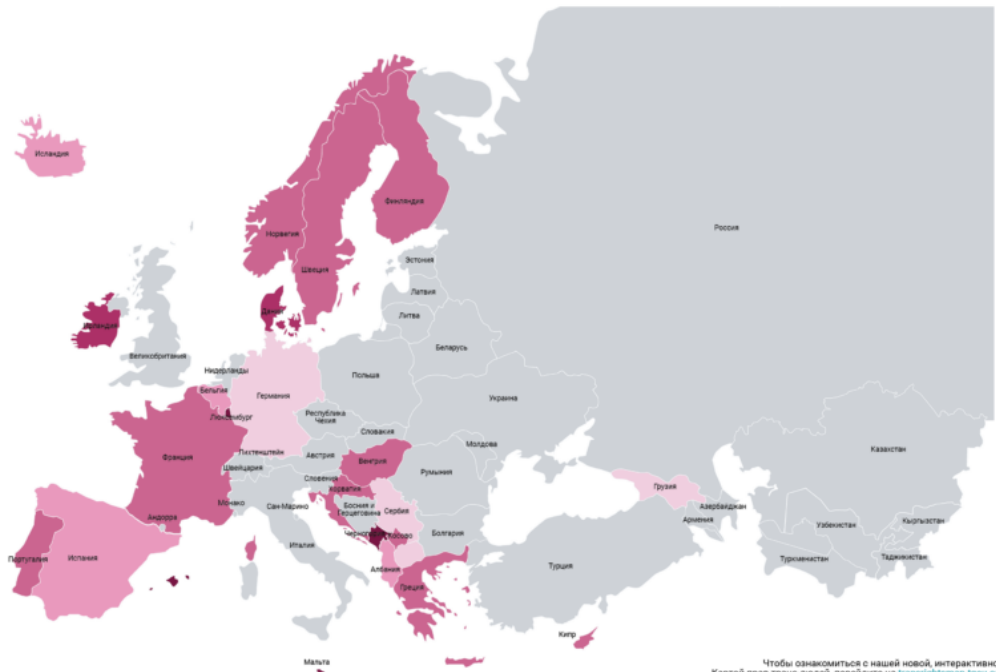 Исландия
Финляндия
Норвегия
Россия
Швеция
Эстония
Латвия
Дания
Литва
Ирландия
Беларусь
Великобритания
Нидерланды
Польша
Бельгия
Германия
Украина
Люксембург
Республика
Чехия
Словакия
Молдова
Казахстан
Франция
Лихтенштейн
Австрия
Венгрия
Швейцария
Румыния
Словения
Хорватия
Грузия
Монако
Сан-Марино
Босния и
Герцеговина
Сербия
Азербайджан
Андорра
Армения
Узбекистан
Кыргызстан
Черног
Косово
Болгария
Италия
Португалия
Испания
Туркменистан
Таджикистан
Албания
Турция
Греция
Кипр
Мальта
Чтобы ознакомиться с нашей новой, интерактивн